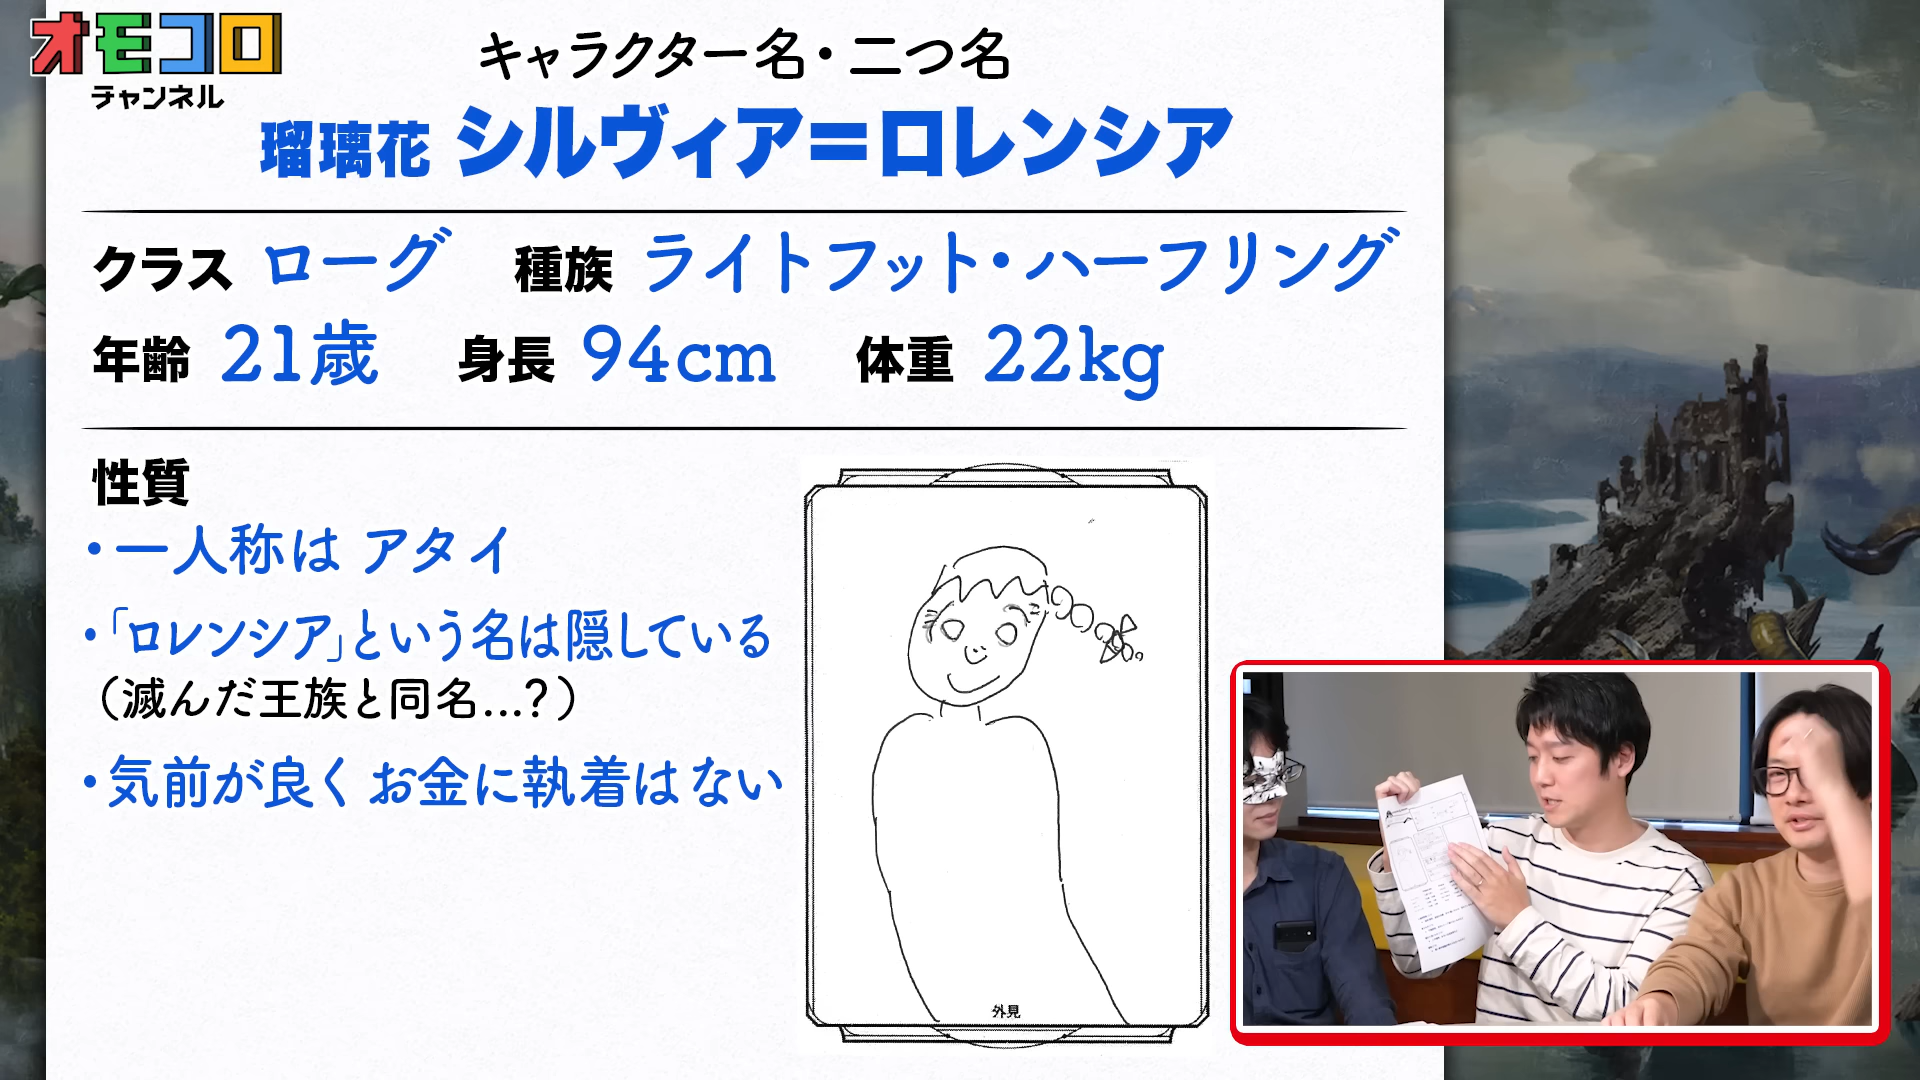 オモコロ
チャンネル
キャラクター名・二つ名
瑠璃花 シルヴィア=ロレンシア
クラス ローグ 種族 ライトフット・ハーフリング
年齢 21歳 身長 94cm 体重 22kg
性質
・一人称は アタイ
・「ロレンシア」という名は隠している
（滅んだ王族と同名…？）
・気前が良く お金に執着はない
外見